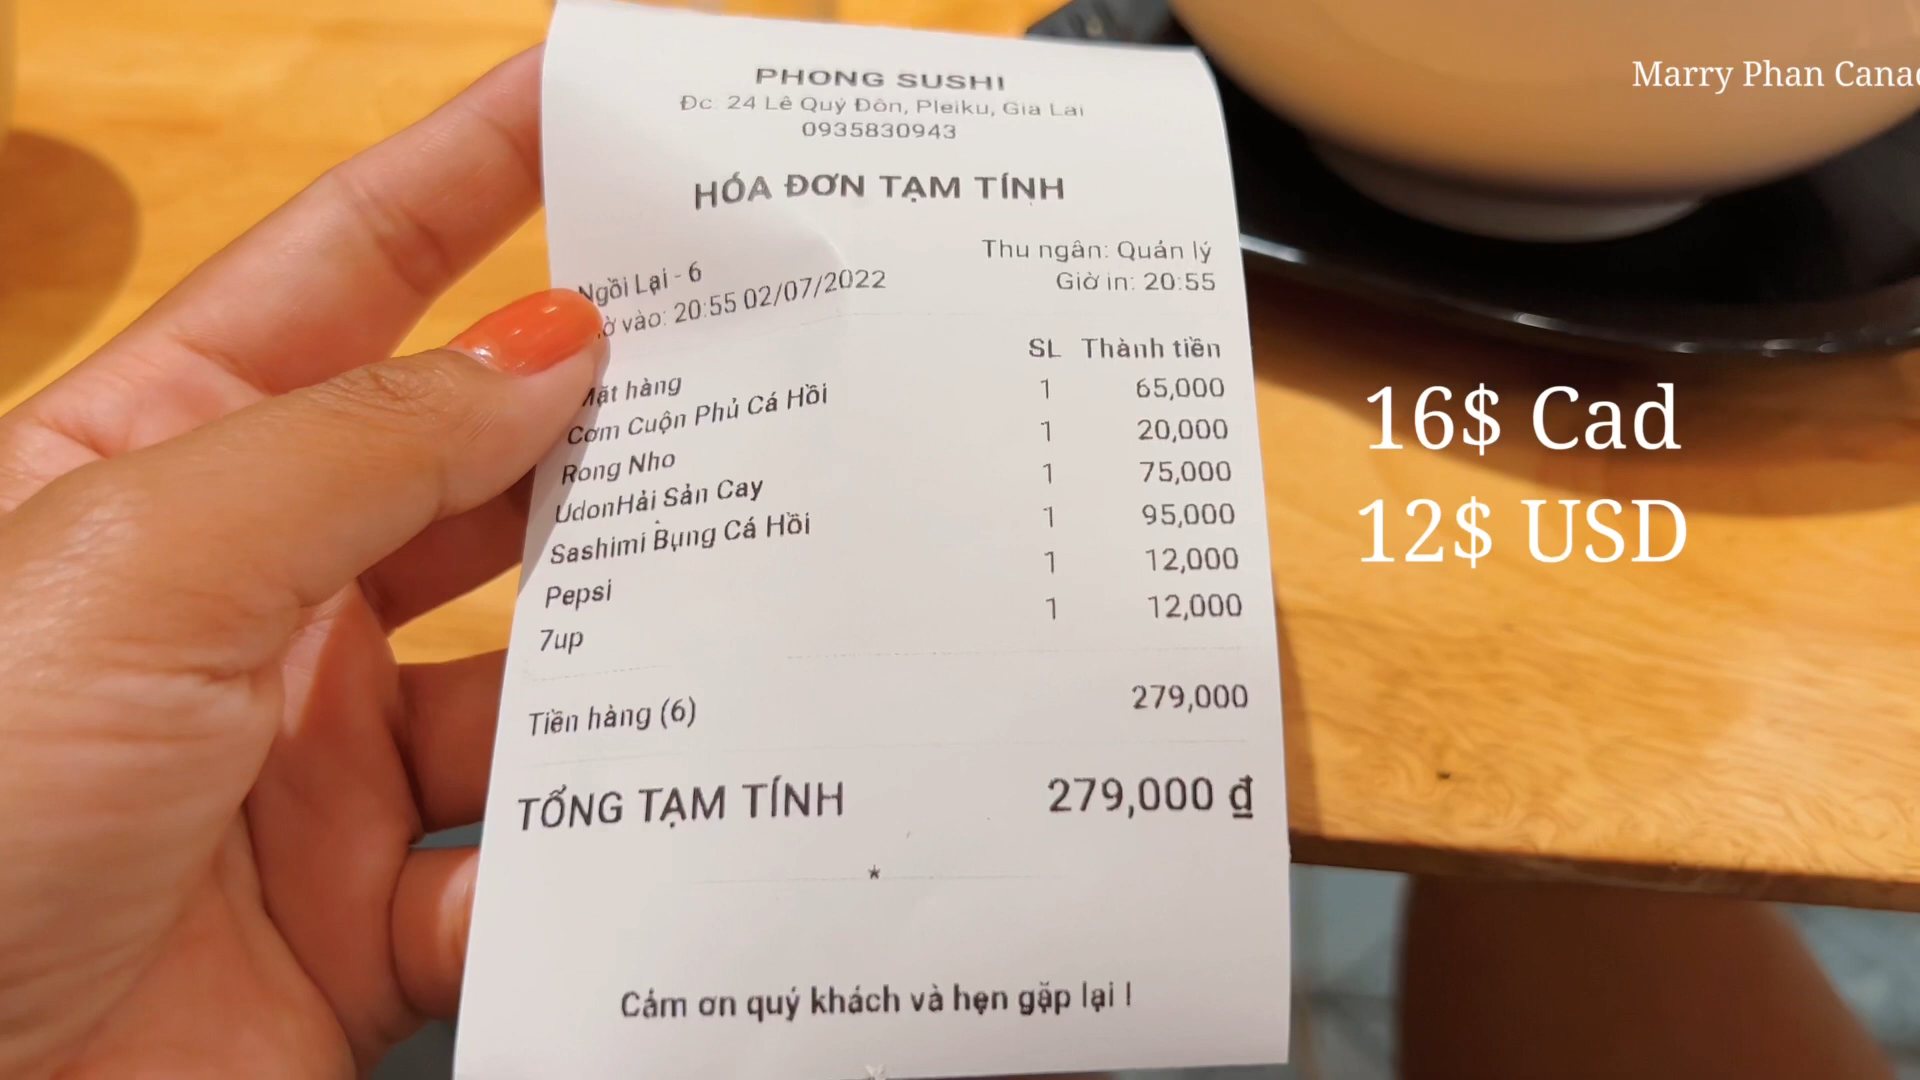 PHONG SUSHI
Đc: 24 Lê Quý Đôn, Pleiku, Gia Lai
0935830943
HÓA ĐƠN TẠM TÍNH
Ngồi Lại - 6
Thu ngân: Quản lý
vào: 20:55 02/07/2022
Giờ in: 20:55
Mặt hàng SL Thành tiền
Cơm Cuộn Phủ Cá Hồi 1 65,000
Rong Nho 1 20,000
UdonHải Sản Cay 1 75,000
Sashimi Bụng Cá Hồi 1 95,000
Pepsi 1 12,000
7up 1 12,000
Tiền hàng (6) 279,000
TỔNG TẠM TÍNH 279,000 đ
*
Cảm ơn quý khách và hẹn gặp lại !
Marry Phan
16$ Cad
12$ USD